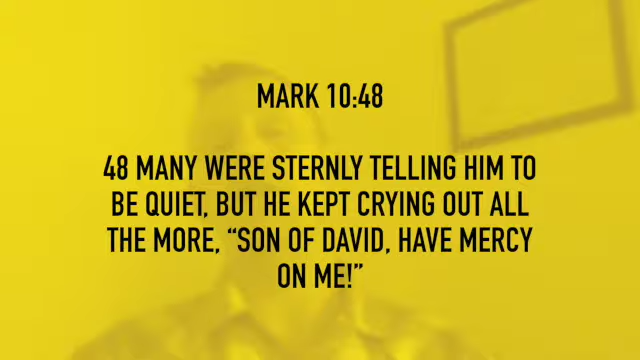 MARK 10:48
48 MANY WERE STERNLY TELLING HIM TO
BE QUIET, BUT HE KEPT CRYING OUT ALL
THE MORE, “SON OF DAVID, HAVE MERCY
ON ME!”